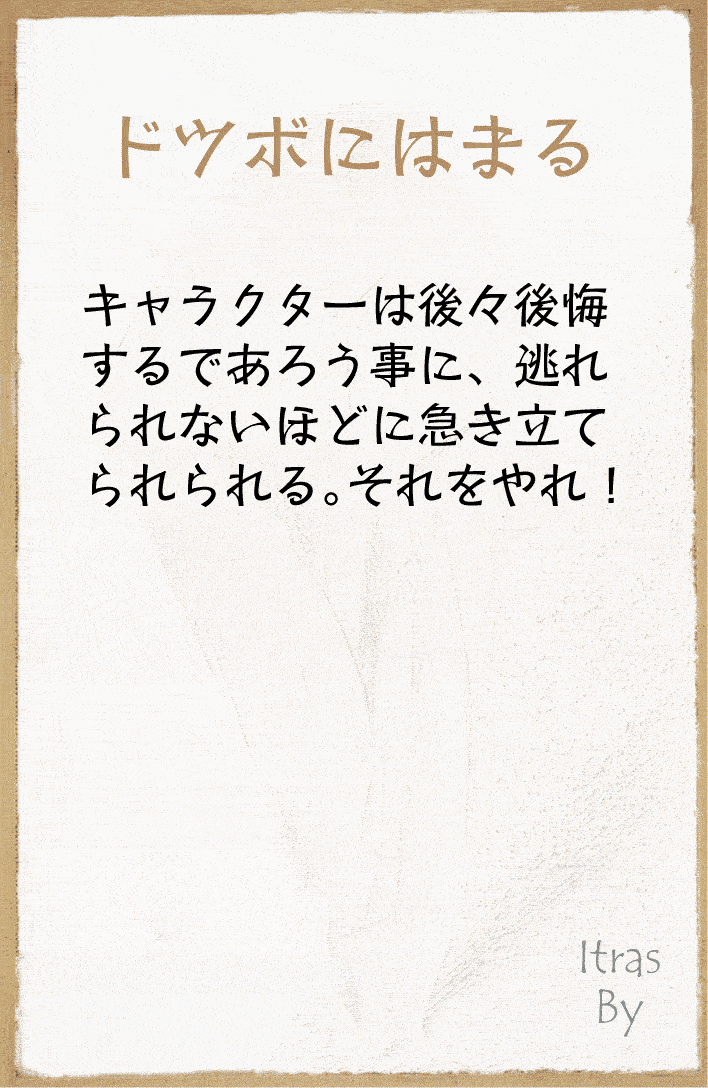 ドツボにはまる
キャラクターは後々後悔
するであろう事に、逃れ
られないほどに急き立て
られられる。それをやれ！
Itras
By